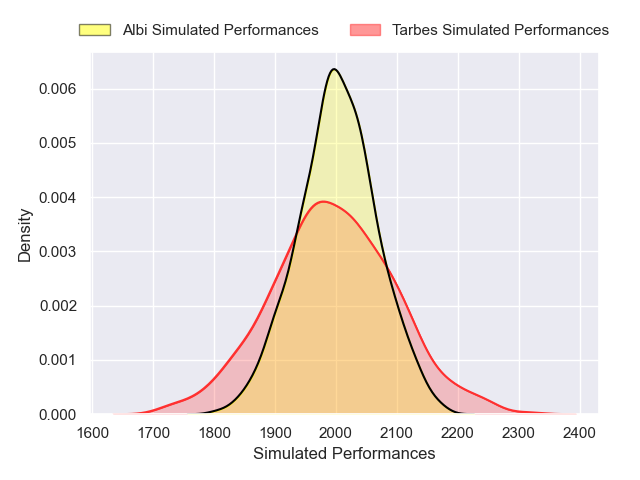 Albi Simulated Performances Tarbes Simulated Performances
0.006
0.005
0.004
0.003
0.002
0.001
0.000
Density
1600 1700 1800 1900 2000 2100 2200 2300 2400
Simulated Performances